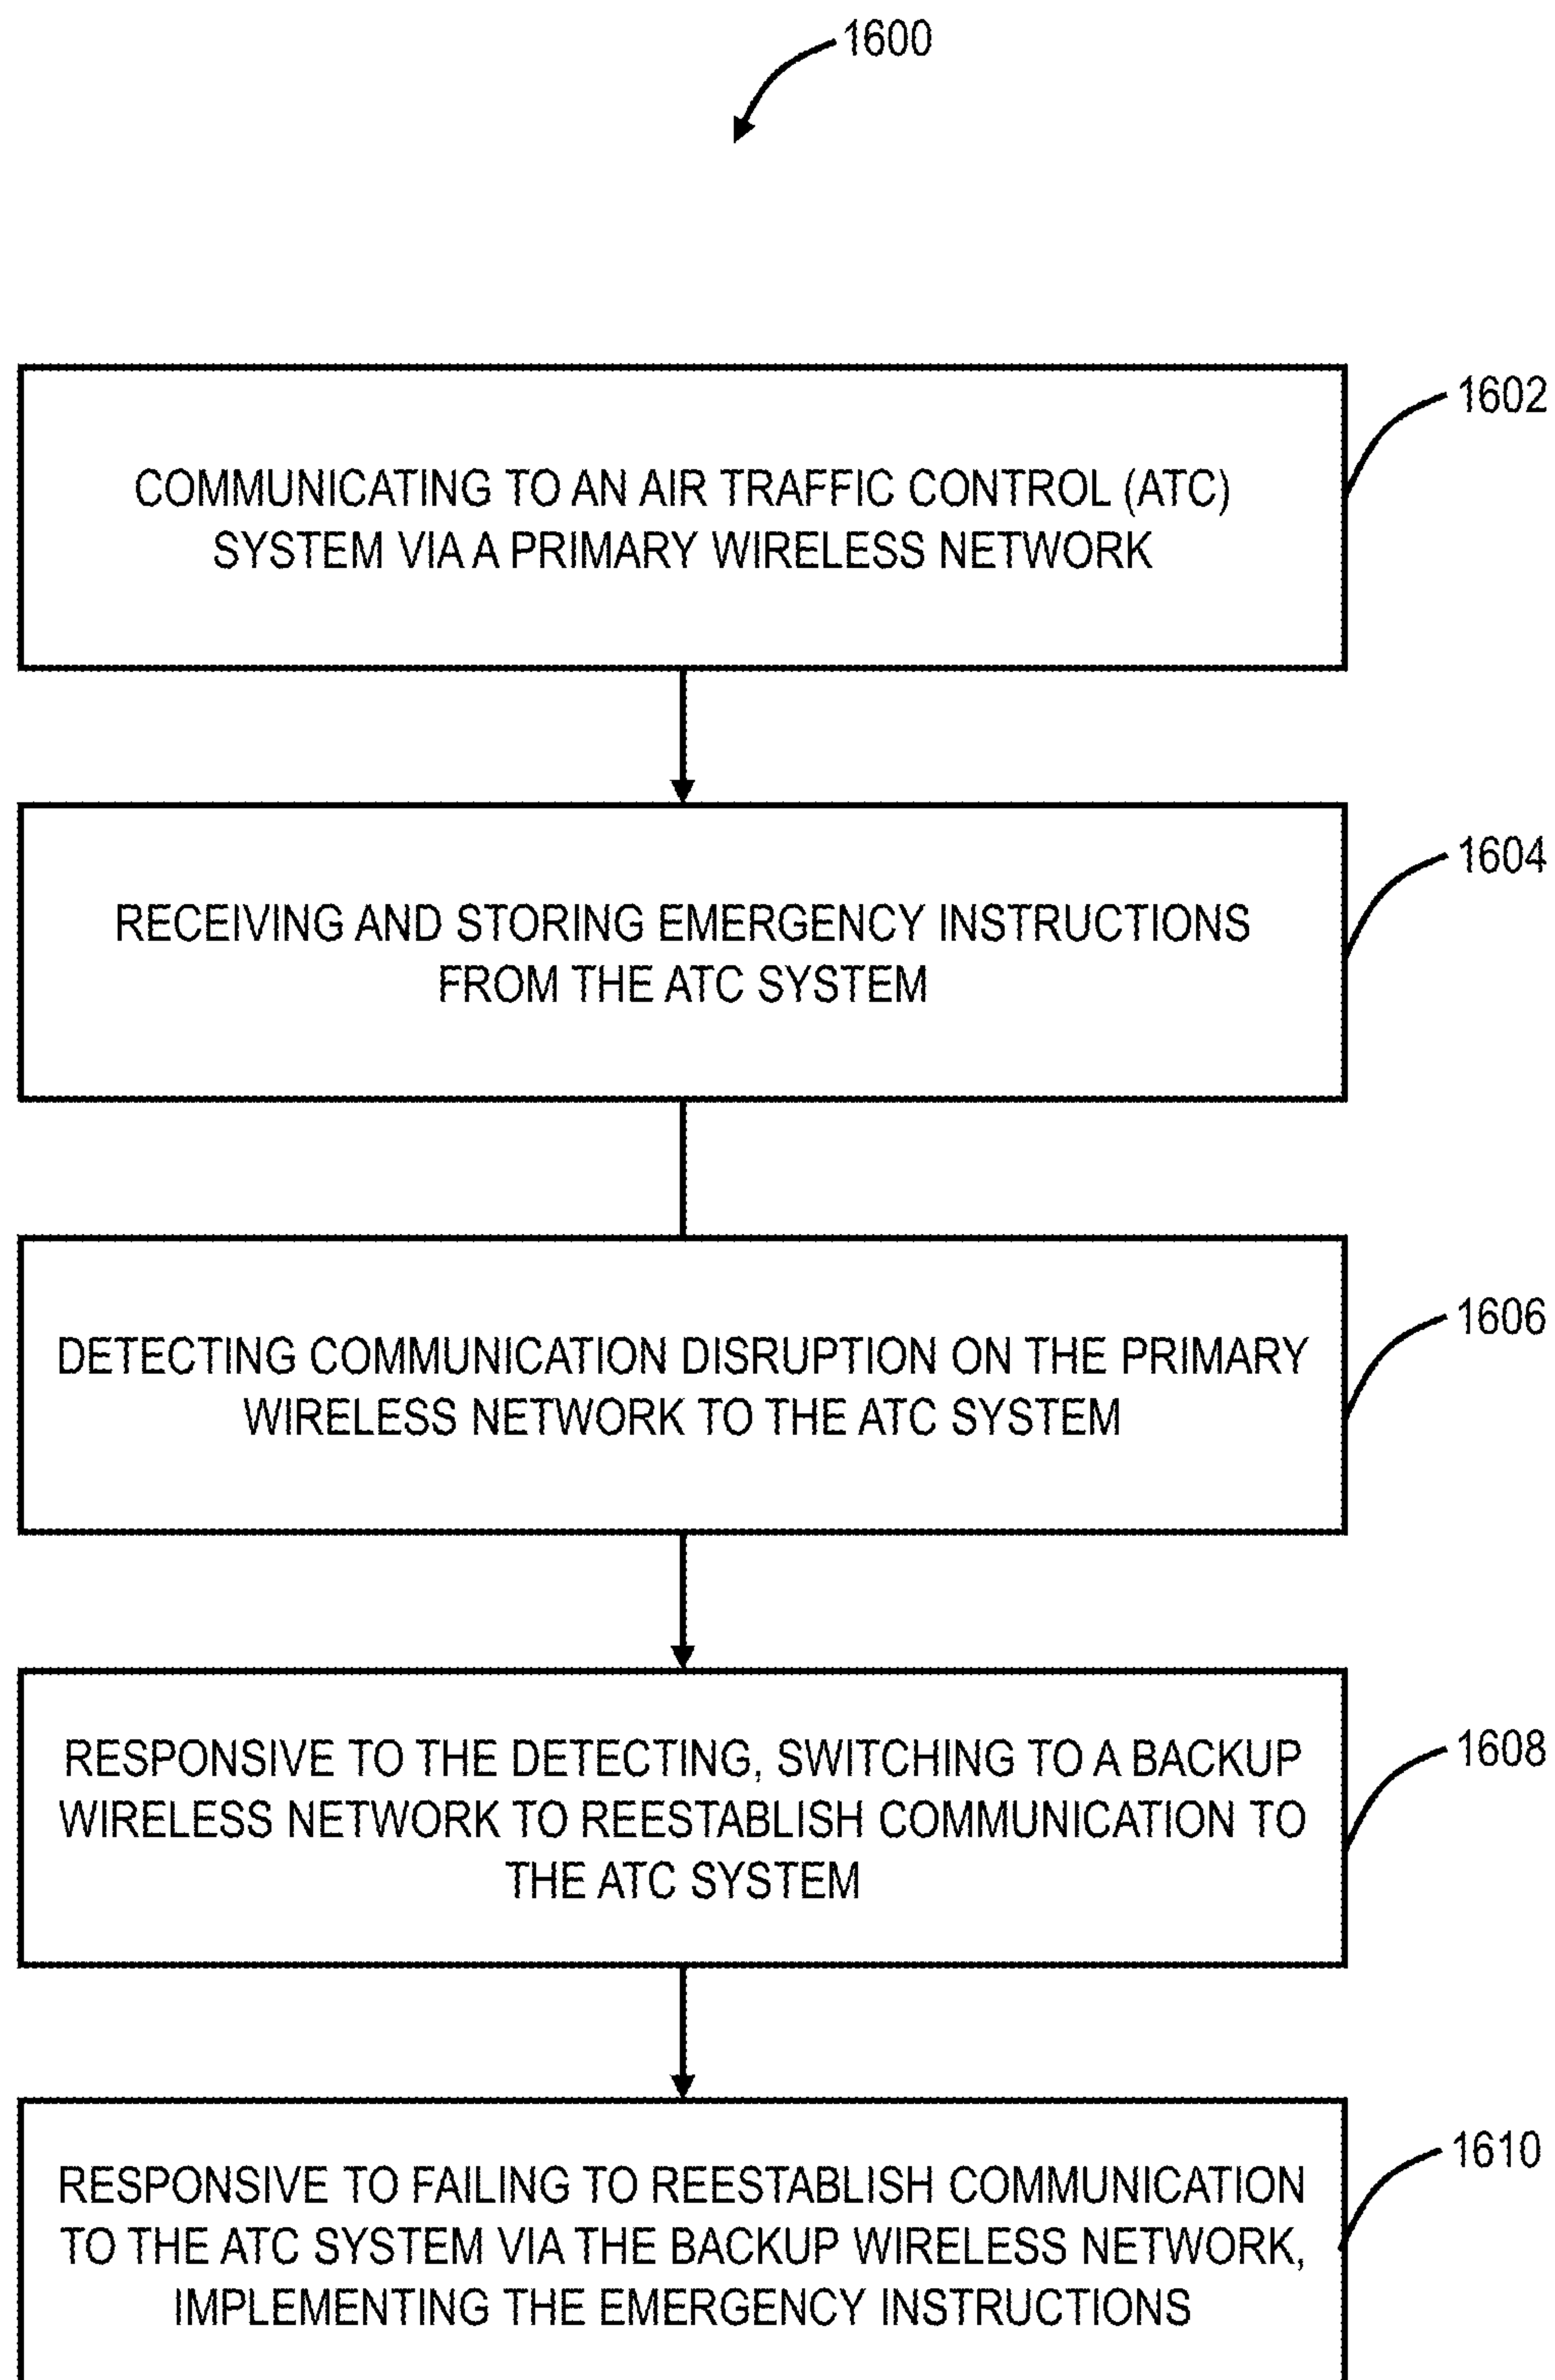 1600
1602
COMMUNICATING TO AN AIR TRAFFIC CONTROL (ATC)
SYSTEM VIA A PRIMARY WIRELESS NETWORK
1604
RECEIVING AND STORING EMERGENCY INSTRUCTIONS
FROM THE ATC SYSTEM
1606
DETECTING COMMUNICATION DISRUPTION ON THE PRIMARY
WIRELESS NETWORK TO THE ATC SYSTEM
1608
RESPONSIVE TO THE DETECTING, SWITCHING TO A BACKUP
WIRELESS NETWORK TO REESTABLISH COMMUNICATION TO
THE ATC SYSTEM
1610
RESPONSIVE TO FAILING TO REESTABLISH COMMUNICATION
TO THE ATC SYSTEM VIA THE BACKUP WIRELESS NETWORK,
IMPLEMENTING THE EMERGENCY INSTRUCTIONS